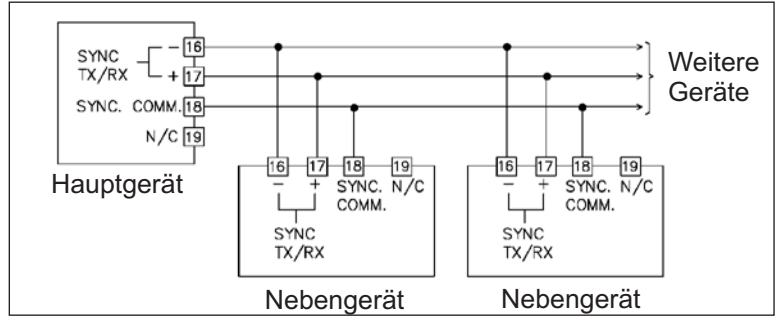 SYNC TX/RX
− 16
+ 17
SYNC. COMM. 18
N/C 19
Hauptgerät
Weitere
Geräte
16 17 18 19
− + SYNC. COMM. N/C
SYNC
TX/RX
Nebengerät
16 17 18 19
− + SYNC. COMM. N/C
SYNC
TX/RX
Nebengerät